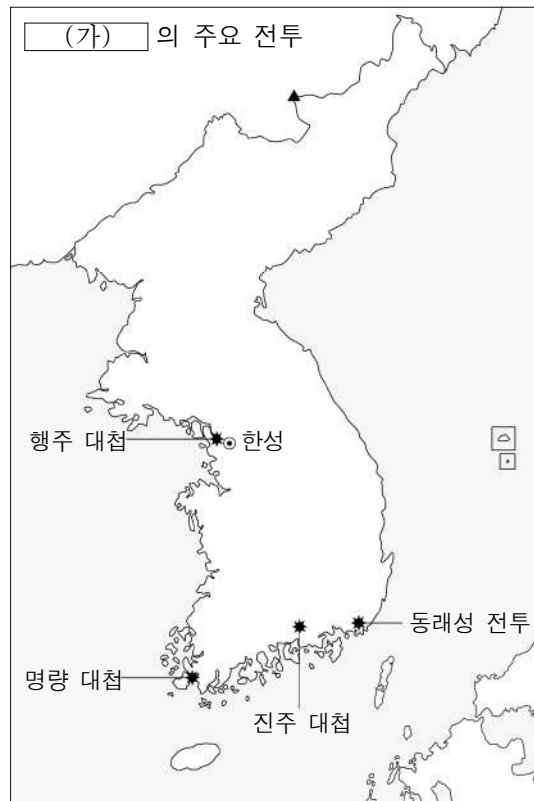 (가) 의 주요 전투
행주 대첩
한성
동래성 전투
명량 대첩
진주 대첩